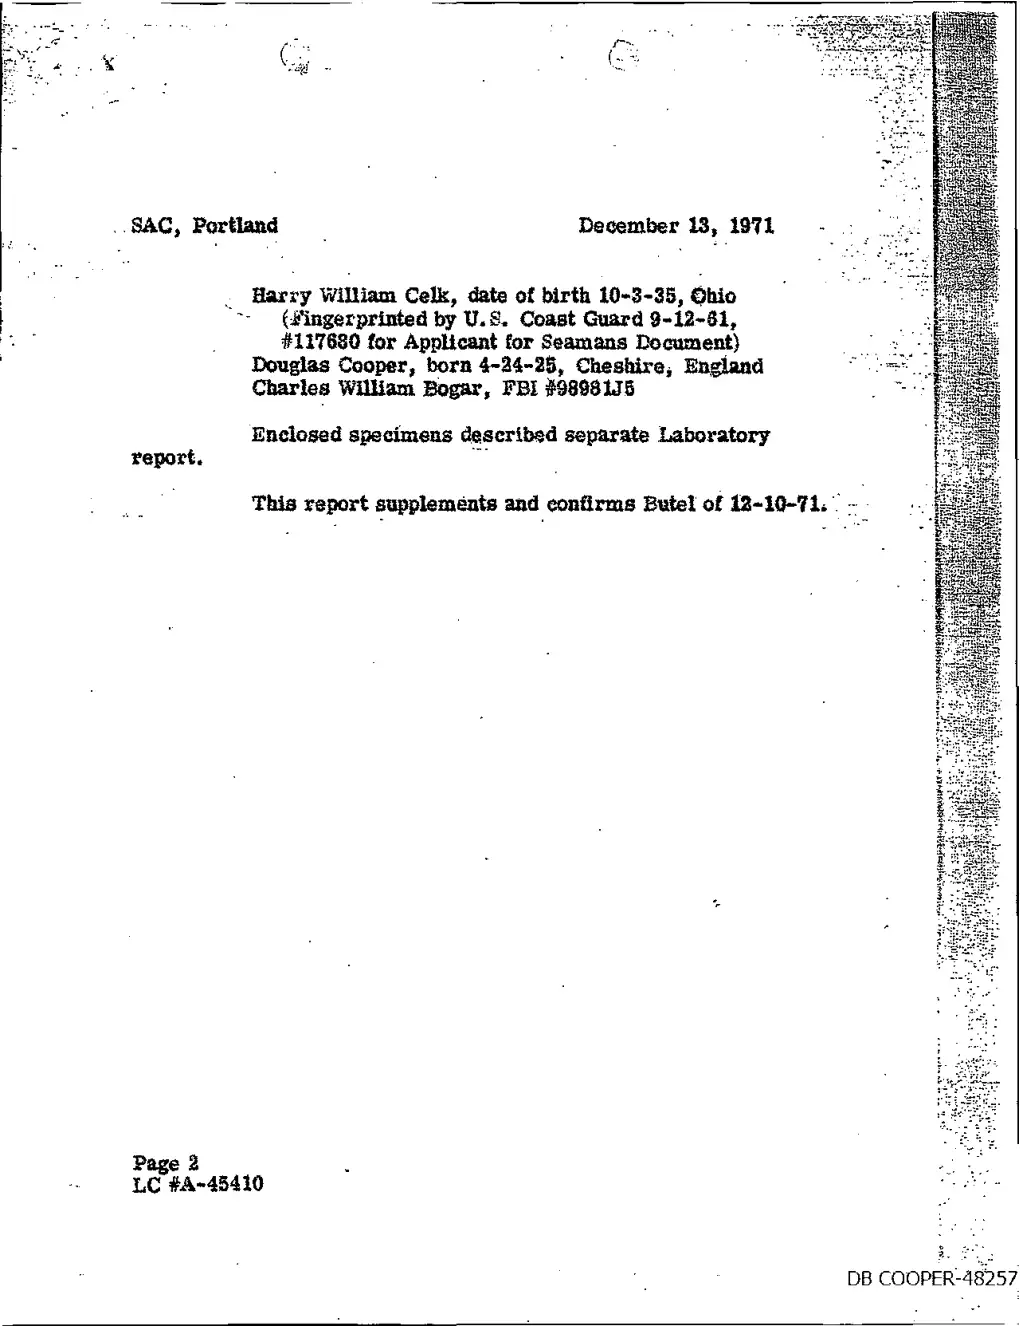 SAC, Portland December 13, 1971
Harry William Celk, date of birth 10-3-35, Ohio
(Fingerprinted by U.S. Coast Guard 9-12-61,
#117680 for Applicant for Seamans Document)
Douglas Cooper, born 4-24-25, Cheshire, England
Charles William Bogar, FBI #98981J5
Enclosed specimens described separate Laboratory
report.
This report supplements and confirms Butel of 12-10-71.
Page 2
LC #A-45410
DB COOPER-48257